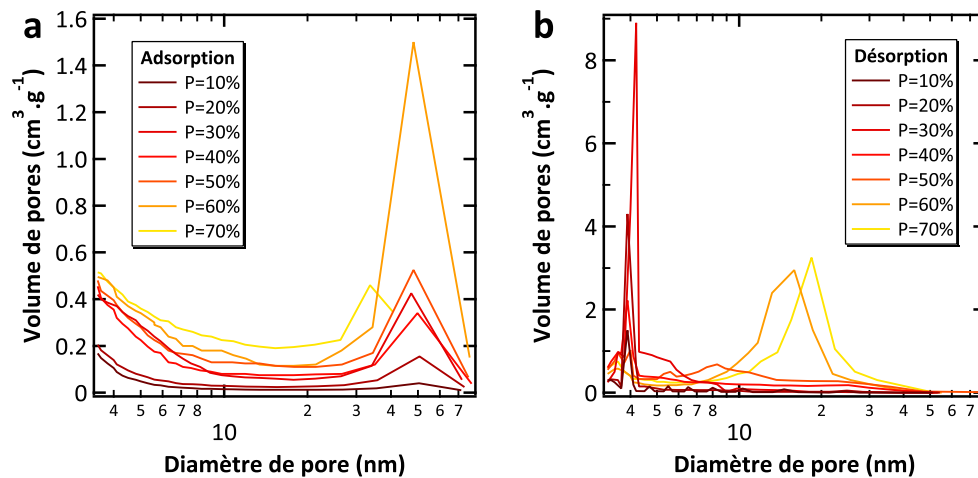 a
Adsorption
P=10%
P=20%
P=30%
P=40%
P=50%
P=60%
P=70%
Volume de pores (cm³.g⁻¹)
1.6
1.4
1.2
1.0
0.8
0.6
0.4
0.2
0
4 5 6 7 8 2 3 4 5 6 7
10
Diamètre de pore (nm)
b
Désorption
P=10%
P=20%
P=30%
P=40%
P=50%
P=60%
P=70%
Volume de pores (cm³.g⁻¹)
8
6
4
2
0
4 5 6 7 8 2 3 4 5 6 7
10
Diamètre de pore (nm)